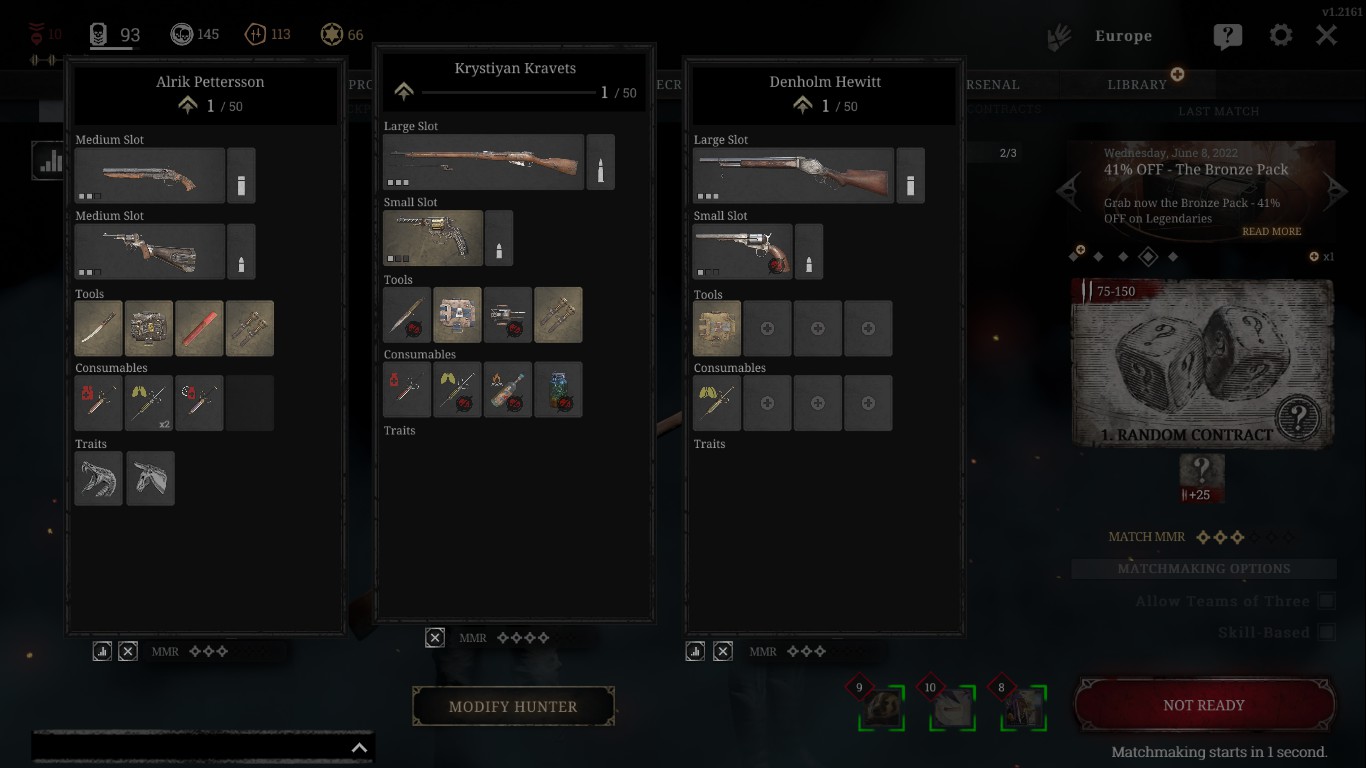 v1.2161
10
93
145
113
66
Europe
PRO
ECR
RSENAL
LIBRARY
CONTRACTS
LAST MATCH
Alrik Pettersson
1 / 50
Medium Slot
Medium Slot
Tools
Consumables
x2
Traits
MMR
Krystiyan Kravets
1 / 50
Large Slot
Small Slot
Tools
Consumables
Traits
MMR
Denholm Hewitt
1 / 50
Large Slot
Small Slot
Tools
Consumables
Traits
MMR
2/3
Wednesday, June 8, 2022
41% OFF - The Bronze Pack
Grab now the Bronze Pack - 41%
OFF on Legendaries
READ MORE
x1
75-150
1. RANDOM CONTRACT
+25
MATCH MMR
MATCHMAKING OPTIONS
Allow Teams of Three
Skill-Based
MODIFY HUNTER
9
10
8
NOT READY
Matchmaking starts in 1 second.